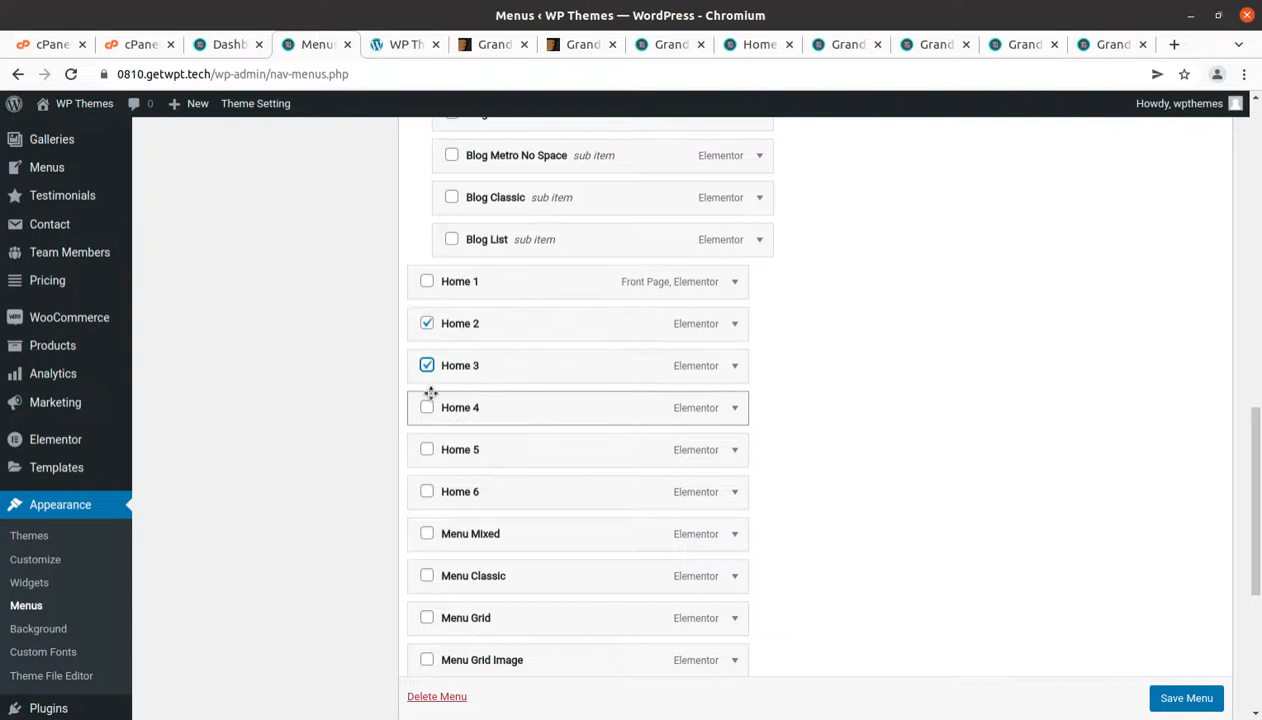 Menus ‹ WP Themes — WordPress - Chromium
cPane
cPane
Dashb
Menus
WP Th
Grand
Grand
Grand
Home
Grand
Grand
Grand
Grand
0810.getwpt.tech/wp-admin/nav-menus.php
WP Themes 0 New Theme Setting Howdy, wpthemes
Galleries
Menus
Testimonials
Contact
Team Members
Pricing
WooCommerce
Products
Analytics
Marketing
Elementor
Templates
Appearance
Themes
Customize
Widgets
Menus
Background
Custom Fonts
Theme File Editor
Plugins
Blog Metro No Space sub item Elementor
Blog Classic sub item Elementor
Blog List sub item Elementor
Home 1 Front Page, Elementor
Home 2 Elementor
Home 3 Elementor
Home 4 Elementor
Home 5 Elementor
Home 6 Elementor
Menu Mixed Elementor
Menu Classic Elementor
Menu Grid Elementor
Menu Grid Image Elementor
Delete Menu Save Menu